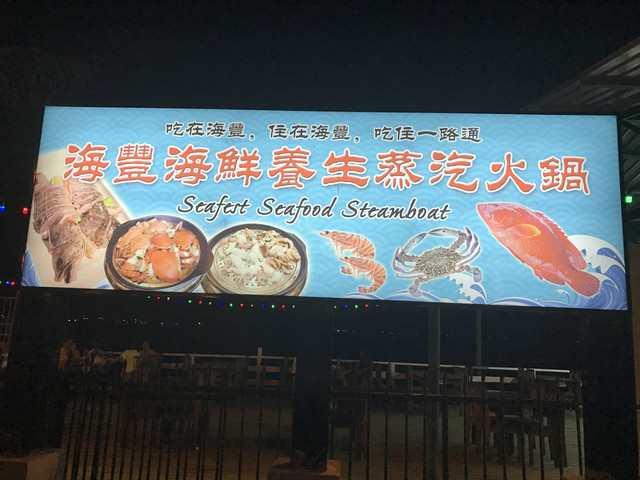 吃在海豐, 住在海豐, 吃住一路通
海豐海鮮養生蒸汽火鍋
Seafest Seafood Steamboat